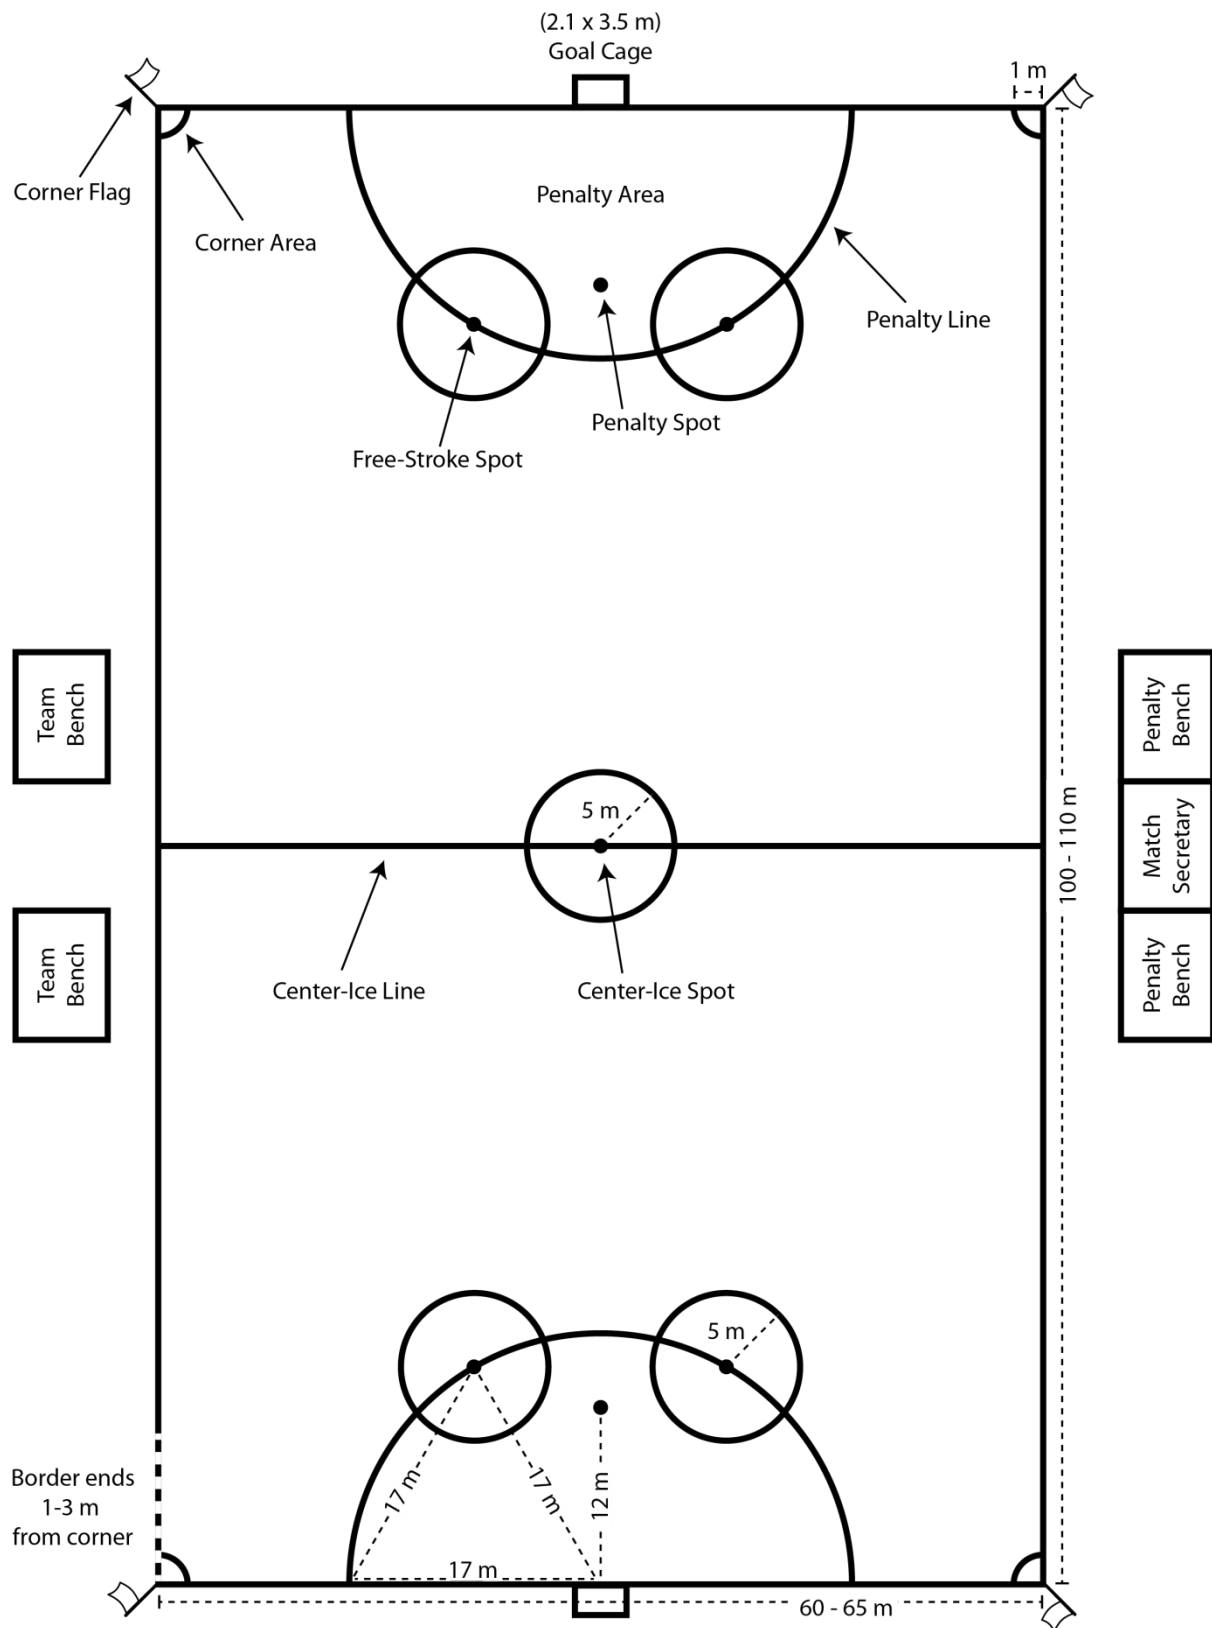 (2.1 x 3.5 m)
Goal Cage
1 m
Corner Flag
Corner Area
Penalty Area
Penalty Line
Penalty Spot
Free-Stroke Spot
Team
Bench
Penalty
Bench
5 m
Match
Secretary
100 - 110 m
Team
Bench
Penalty
Bench
Center-Ice Line
Center-Ice Spot
5 m
Border ends
1-3 m
from corner
17 m
17 m
12 m
17 m
60 - 65 m